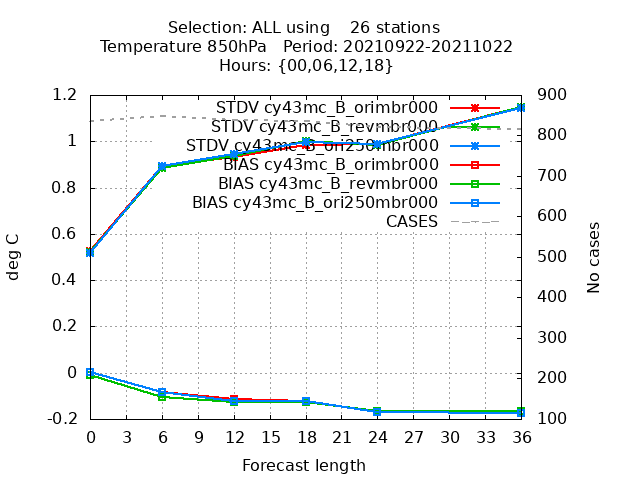 Selection: ALL using    26 stations
Temperature 850hPa   Period: 20210922-20211022
Hours: {00,06,12,18}
1.2
1
0.8
0.6
0.4
0.2
0
-0.2
deg C
STDV cy43mc_B_orimbr000
STDV cy43mc_B_revmbr000
STDV cy43mc_B_ori250mbr000
BIAS cy43mc_B_orimbr000
BIAS cy43mc_B_revmbr000
BIAS cy43mc_B_ori250mbr000
CASES
900
800
700
600
500
400
300
200
100
No cases
0 3 6 9 12 15 18 21 24 27 30 33 36
Forecast length